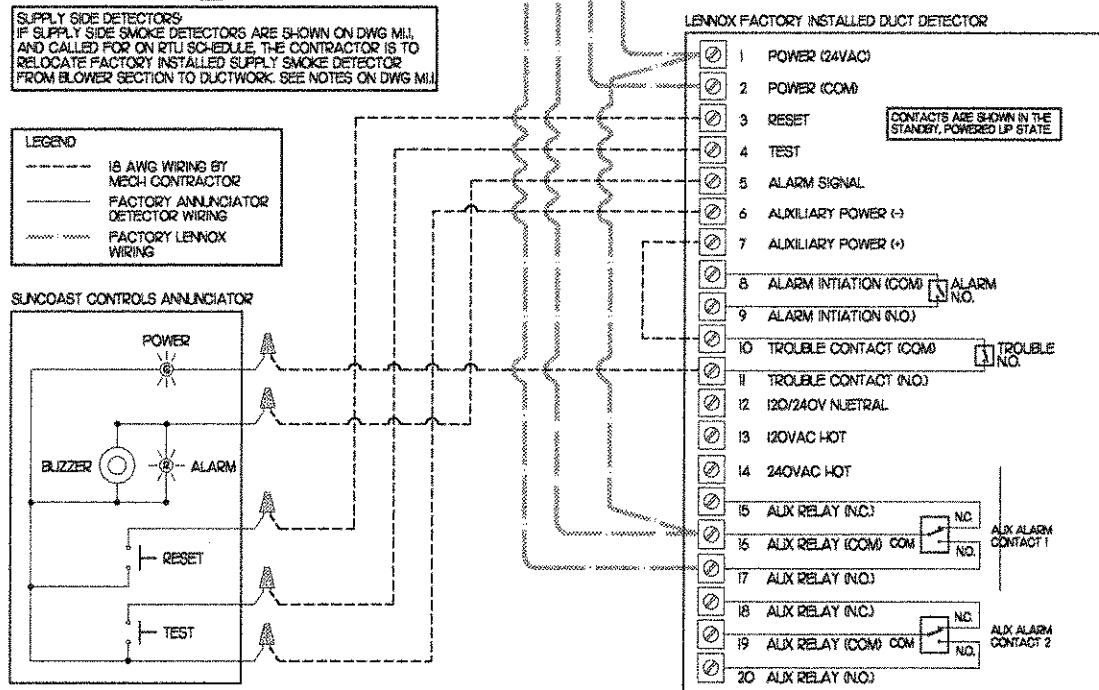 SUPPLY SIDE DETECTORS:
IF SUPPLY SIDE SMOKE DETECTORS ARE SHOWN ON DWG M1.1,
AND CALLED FOR ON RTU SCHEDULE, THE CONTRACTOR IS TO
RELOCATE FACTORY INSTALLED SUPPLY SMOKE DETECTOR
FROM BLOWER SECTION TO DUCTWORK. SEE NOTES ON DWG M1.1
LEGEND
18 AWG WIRING BY
MECH CONTRACTOR
FACTORY ANNUNCIATOR
DETECTOR WIRING
FACTORY LENNOX
WIRING
SUNCOAST CONTROLS ANNUNCIATOR
POWER
G
BUZZER
R
ALARM
RESET
TEST
LENNOX FACTORY INSTALLED DUCT DETECTOR
1 POWER (24VAC)
2 POWER (COM)
3 RESET
CONTACTS ARE SHOWN IN THE
STANDBY, POWERED UP STATE.
4 TEST
5 ALARM SIGNAL
6 AUXILIARY POWER (-)
7 AUXILIARY POWER (+)
8 ALARM INTIATION (COM)
ALARM
N.O.
9 ALARM INTIATION (N.O.)
10 TROUBLE CONTACT (COM)
TROUBLE
N.O.
11 TROUBLE CONTACT (N.O.)
12 120/240V NUETRAL
13 120VAC HOT
14 240VAC HOT
15 AUX RELAY (N.C.)
N.C.
16 AUX RELAY (COM) COM
N.O.
AUX ALARM
CONTACT 1
17 AUX RELAY (N.O.)
18 AUX RELAY (N.C.)
N.C.
19 AUX RELAY (COM) COM
N.O.
AUX ALARM
CONTACT 2
20 AUX RELAY (N.O.)